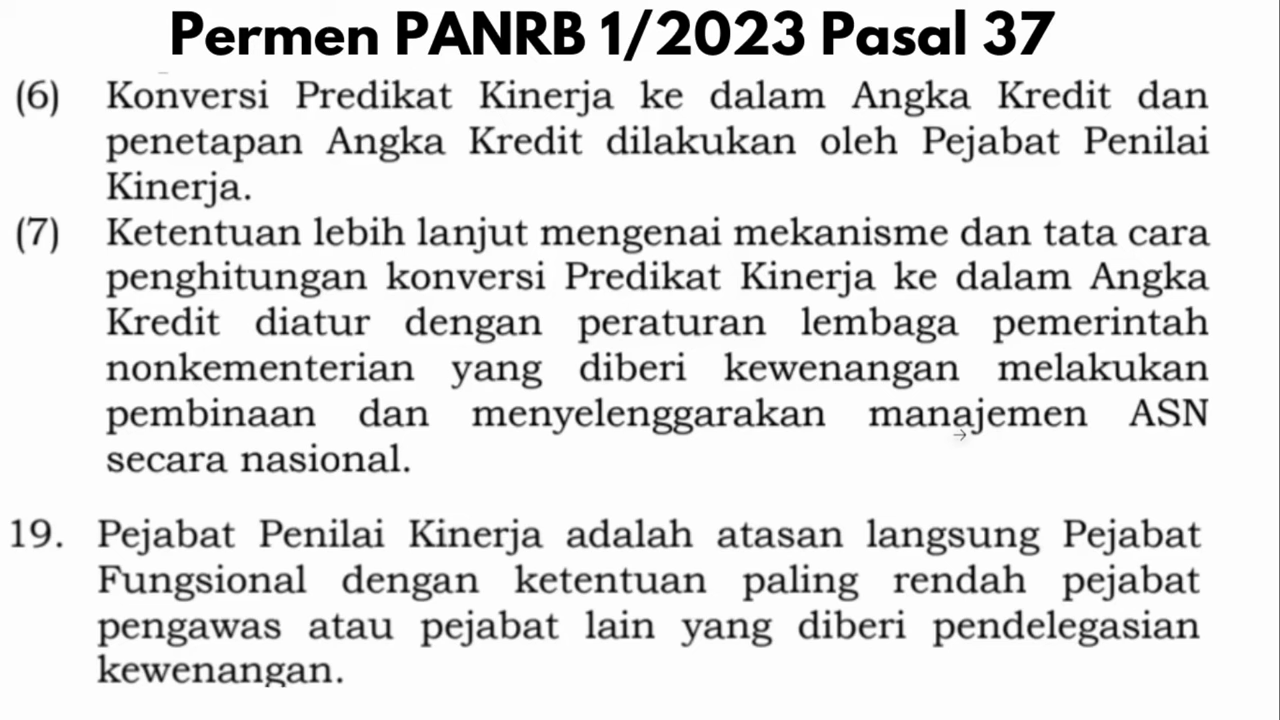 Permen PANRB 1/2023 Pasal 37
(6) Konversi Predikat Kinerja ke dalam Angka Kredit dan
penetapan Angka Kredit dilakukan oleh Pejabat Penilai
Kinerja.
(7) Ketentuan lebih lanjut mengenai mekanisme dan tata cara
penghitungan konversi Predikat Kinerja ke dalam Angka
Kredit diatur dengan peraturan lembaga pemerintah
nonkementerian yang diberi kewenangan melakukan
pembinaan dan menyelenggarakan manajemen ASN
secara nasional.
19. Pejabat Penilai Kinerja adalah atasan langsung Pejabat
Fungsional dengan ketentuan paling rendah pejabat
pengawas atau pejabat lain yang diberi pendelegasian
kewenangan.